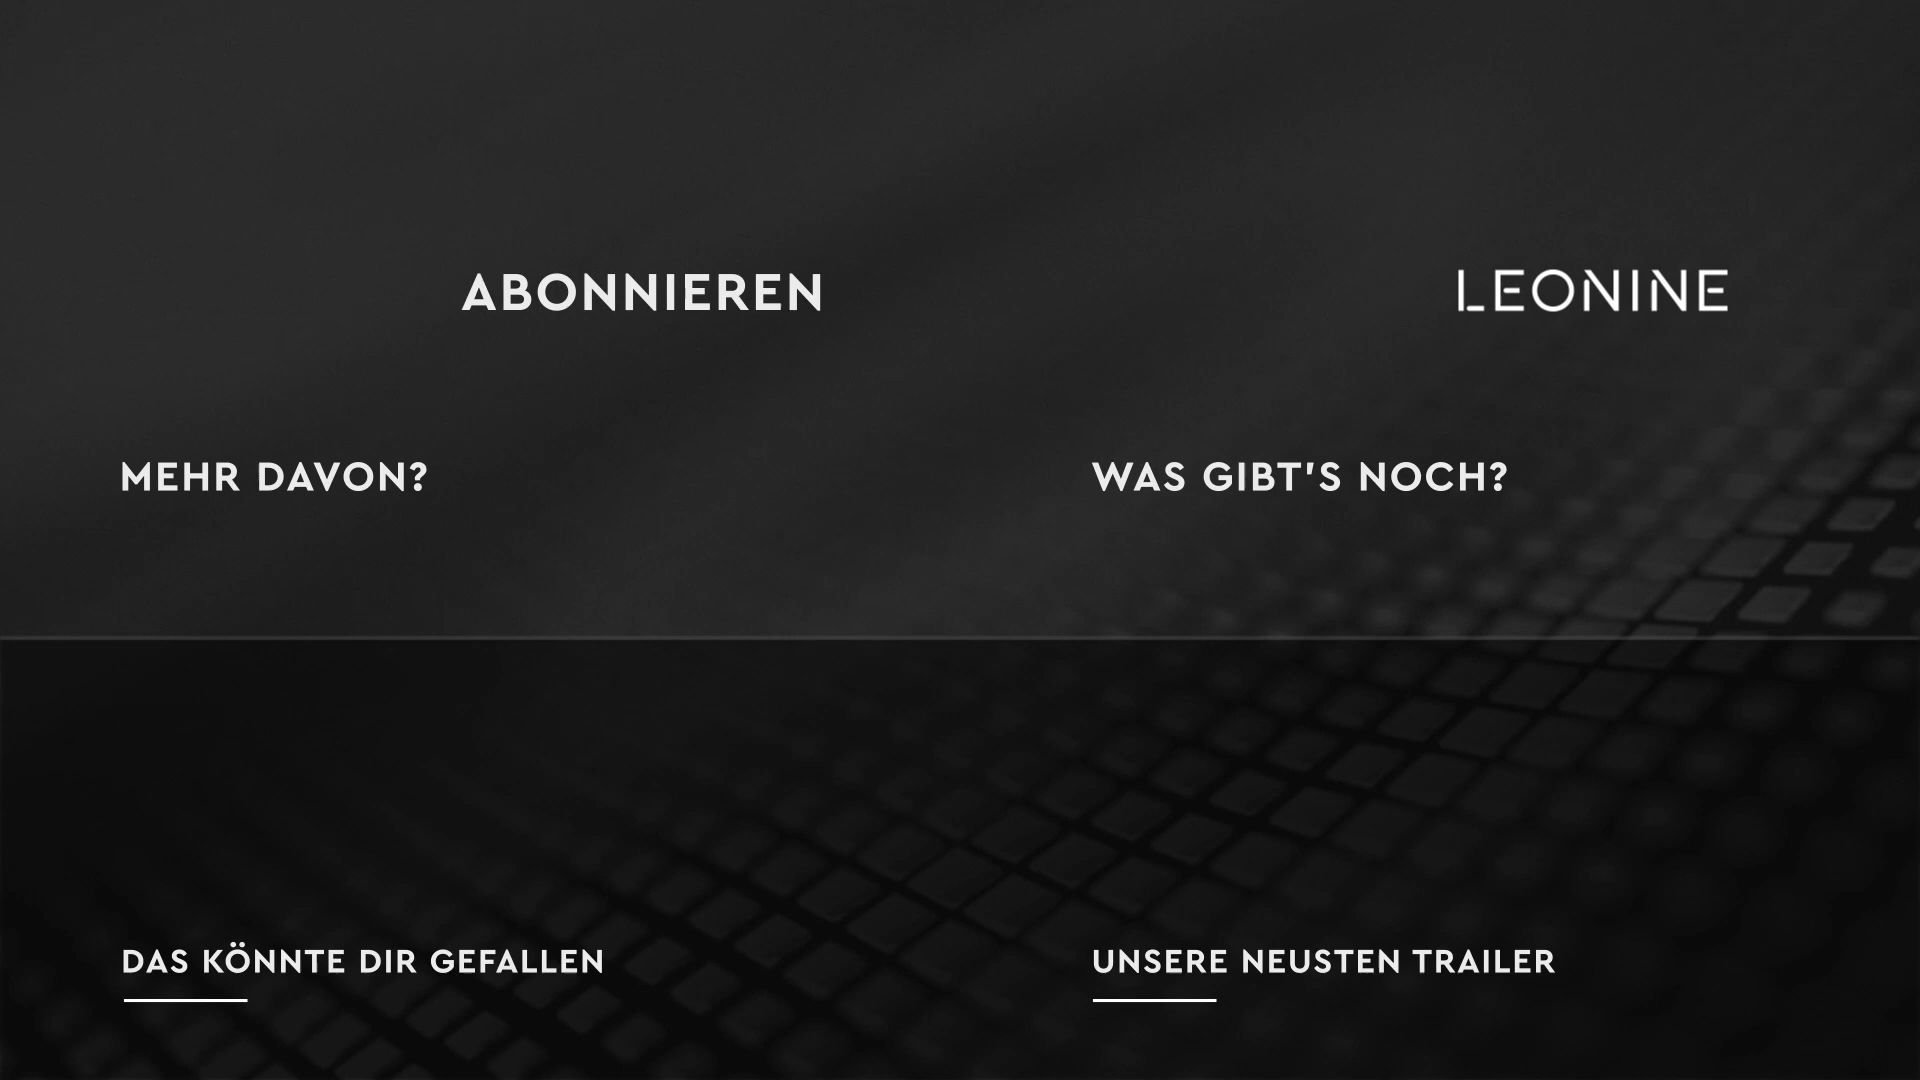 ABONNIEREN
LEONINE
MEHR DAVON?
WAS GIBT'S NOCH?
DAS KÖNNTE DIR GEFALLEN
UNSERE NEUSTEN TRAILER